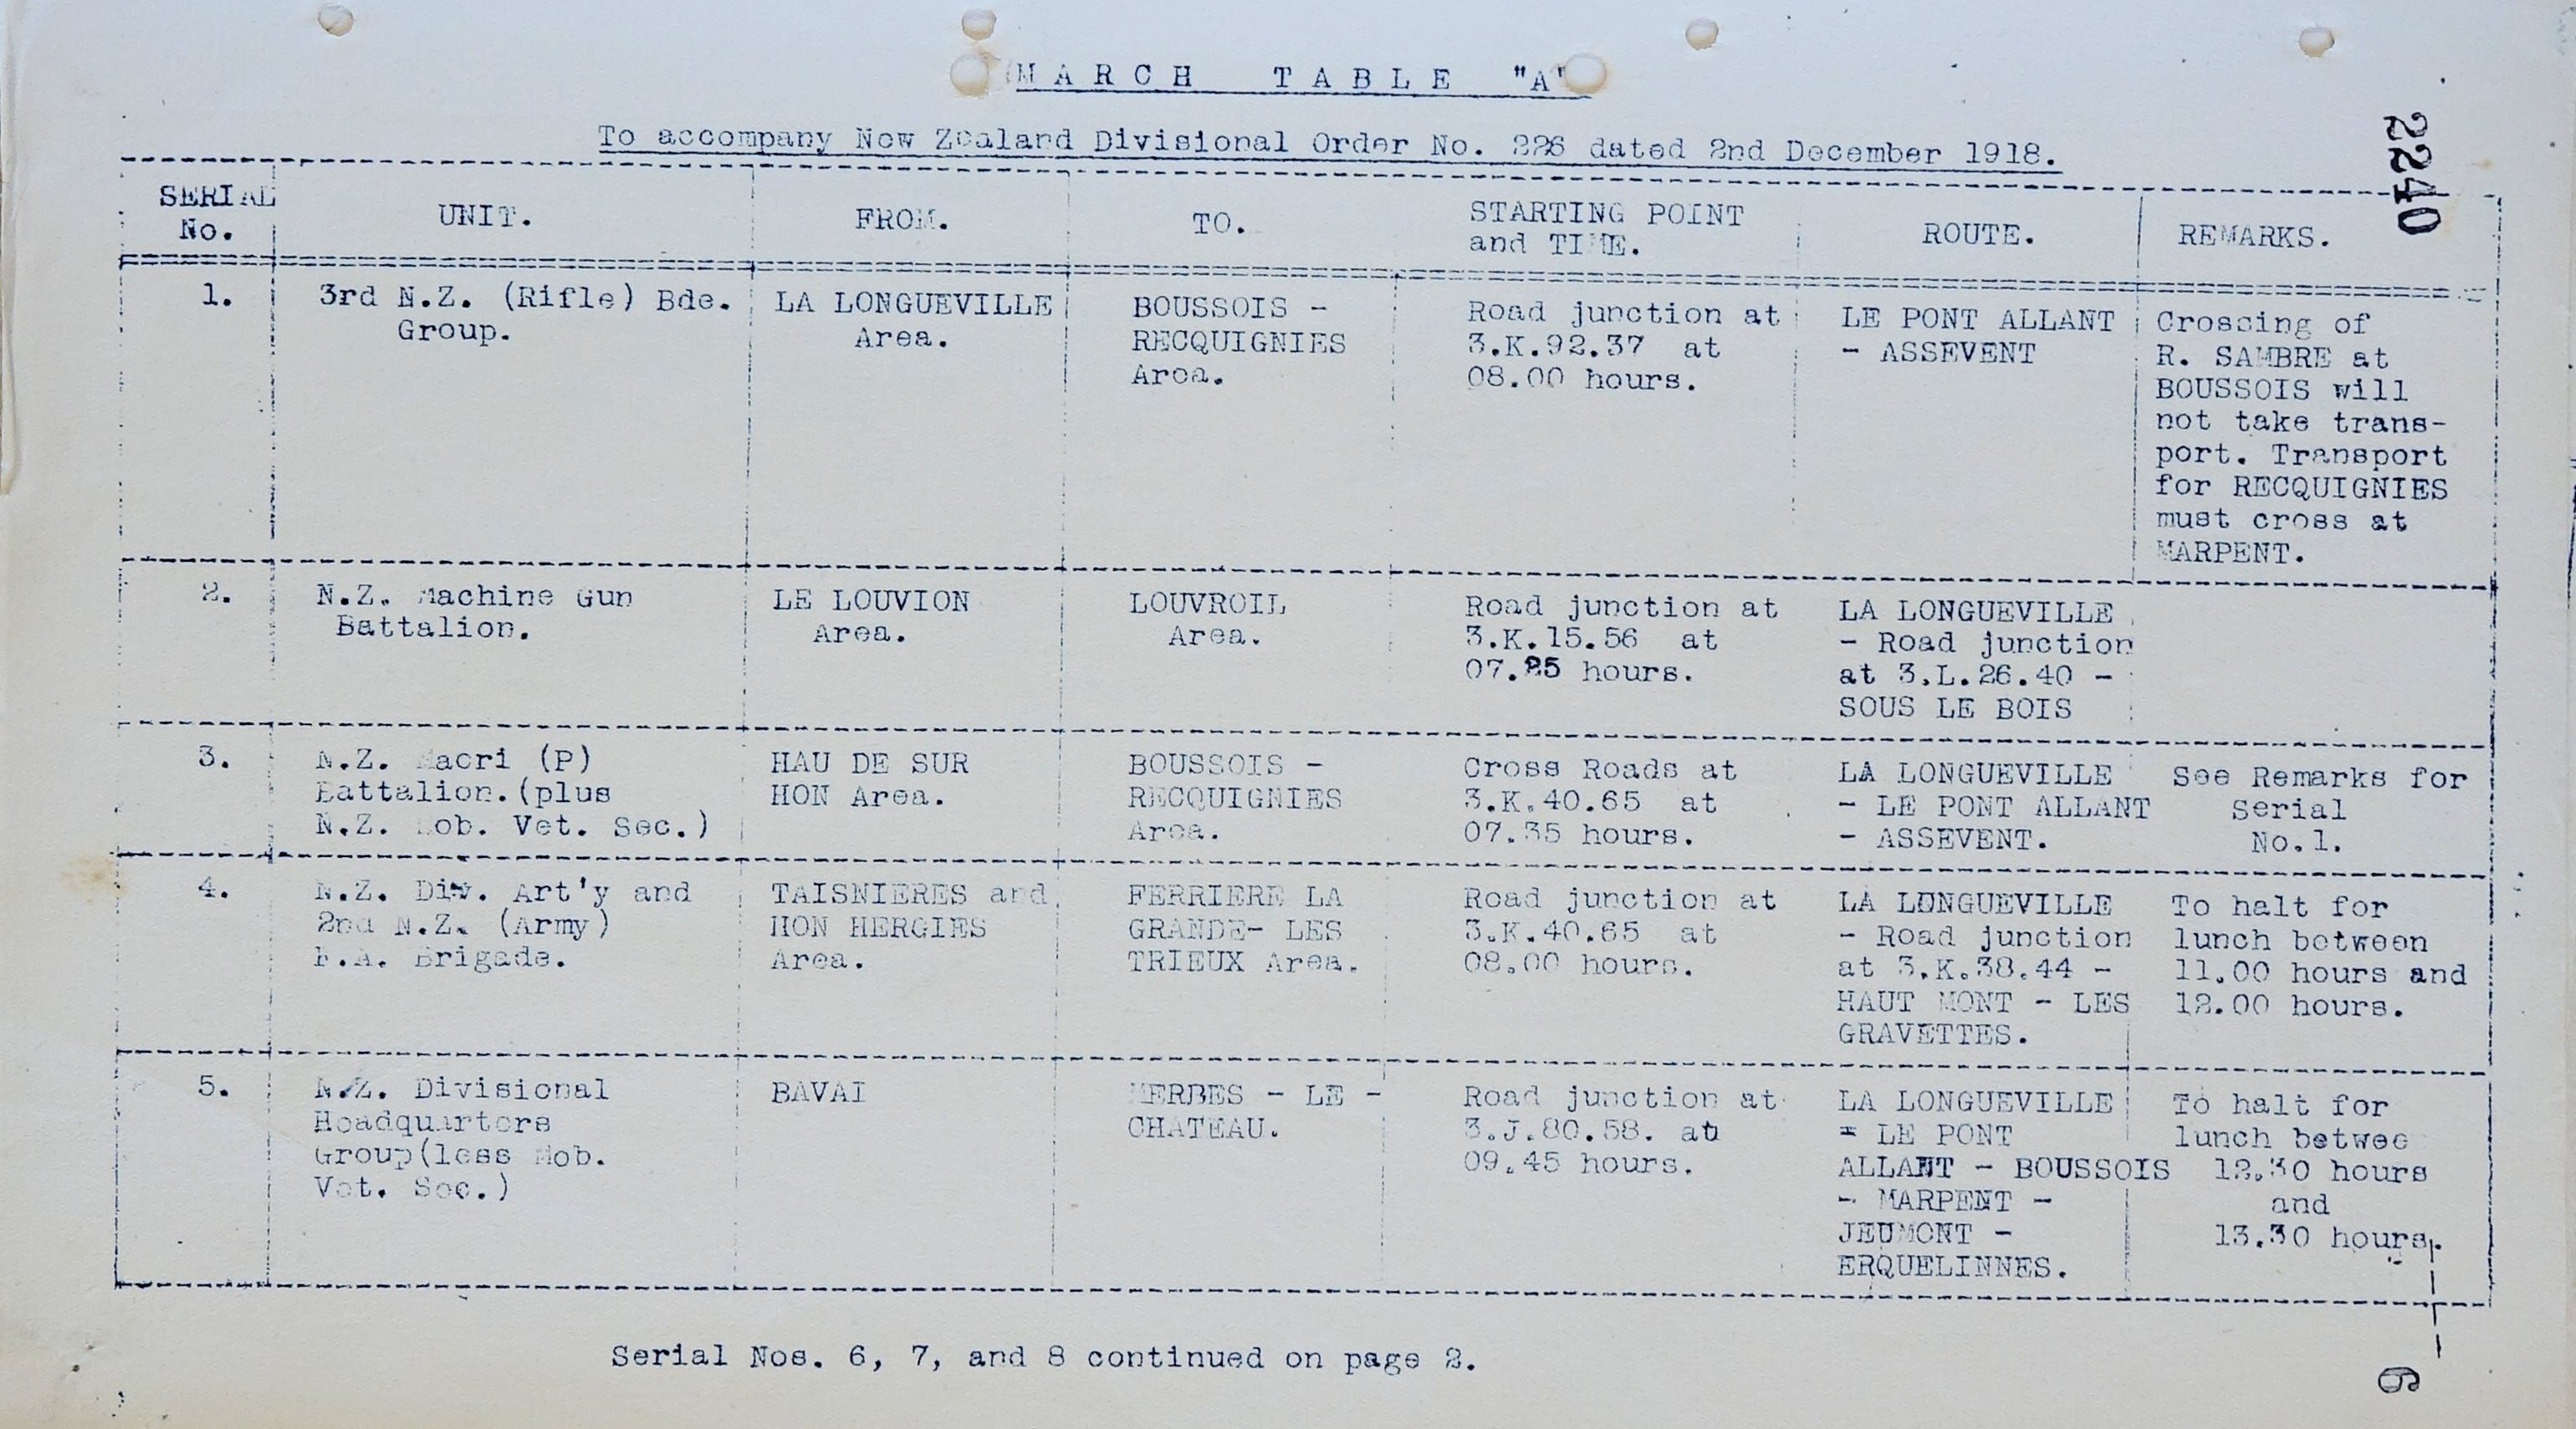 MARCH TABLE "A"
To accompany New Zealand Divisional Order No. 226 dated 2nd December 1918.
2240
SERIAL
No.
UNIT.
FROM.
TO.
STARTING POINT
and TIME.
ROUTE.
REMARKS.
1.
3rd N.Z. (Rifle) Bde.
Group.
LA LONGUEVILLE
Area.
BOUSSOIS -
RECQUIGNIES
Area.
Road junction at
3.K.92.37 at
08.00 hours.
LE PONT ALLANT
- ASSEVENT
Crossing of
R. SAMBRE at
BOUSSOIS will
not take trans-
port. Transport
for RECQUIGNIES
must cross at
MARPENT.
2.
N.Z. Machine Gun
Battalion.
LE LOUVION
Area.
LOUVROIL
Area.
Road junction at
3.K.15.56 at
07.25 hours.
LA LONGUEVILLE
- Road junction
at 3.L.26.40 -
SOUS LE BOIS
3.
N.Z. Maori (P)
Battalion.(plus
N.Z. Mob. Vet. Sec.)
HAU DE SUR
HON Area.
BOUSSOIS -
RECQUIGNIES
Area.
Cross Roads at
3.K.40.65 at
07.35 hours.
LA LONGUEVILLE
- LE PONT ALLANT
- ASSEVENT.
See Remarks for
Serial
No.1.
4.
N.Z. Div. Art'y and
2nd N.Z. (Army)
F.A. Brigade.
TAISNIERES and
HON HERGIES
Area.
FERRIERE LA
GRANDE- LES
TRIEUX Area.
Road junction at
3.K.40.65 at
08.00 hours.
LA LONGUEVILLE
- Road junction
at 3.K.38.44 -
HAUT MONT - LES
GRAVETTES.
To halt for
lunch between
11.00 hours and
12.00 hours.
5.
N.Z. Divisional
Headquarters
Group(less Mob.
Vet. Sec.)
BAVAI
MERBES - LE -
CHATEAU.
Road junction at
3.J.80.58. at
09.45 hours.
LA LONGUEVILLE
- LE PONT
ALLANT - BOUSSOIS
- MARPENT -
JEUMONT -
ERQUELINNES.
To halt for
lunch betwee
12.30 hours
and
13.30 hours.
Serial Nos. 6, 7, and 8 continued on page 2.
6